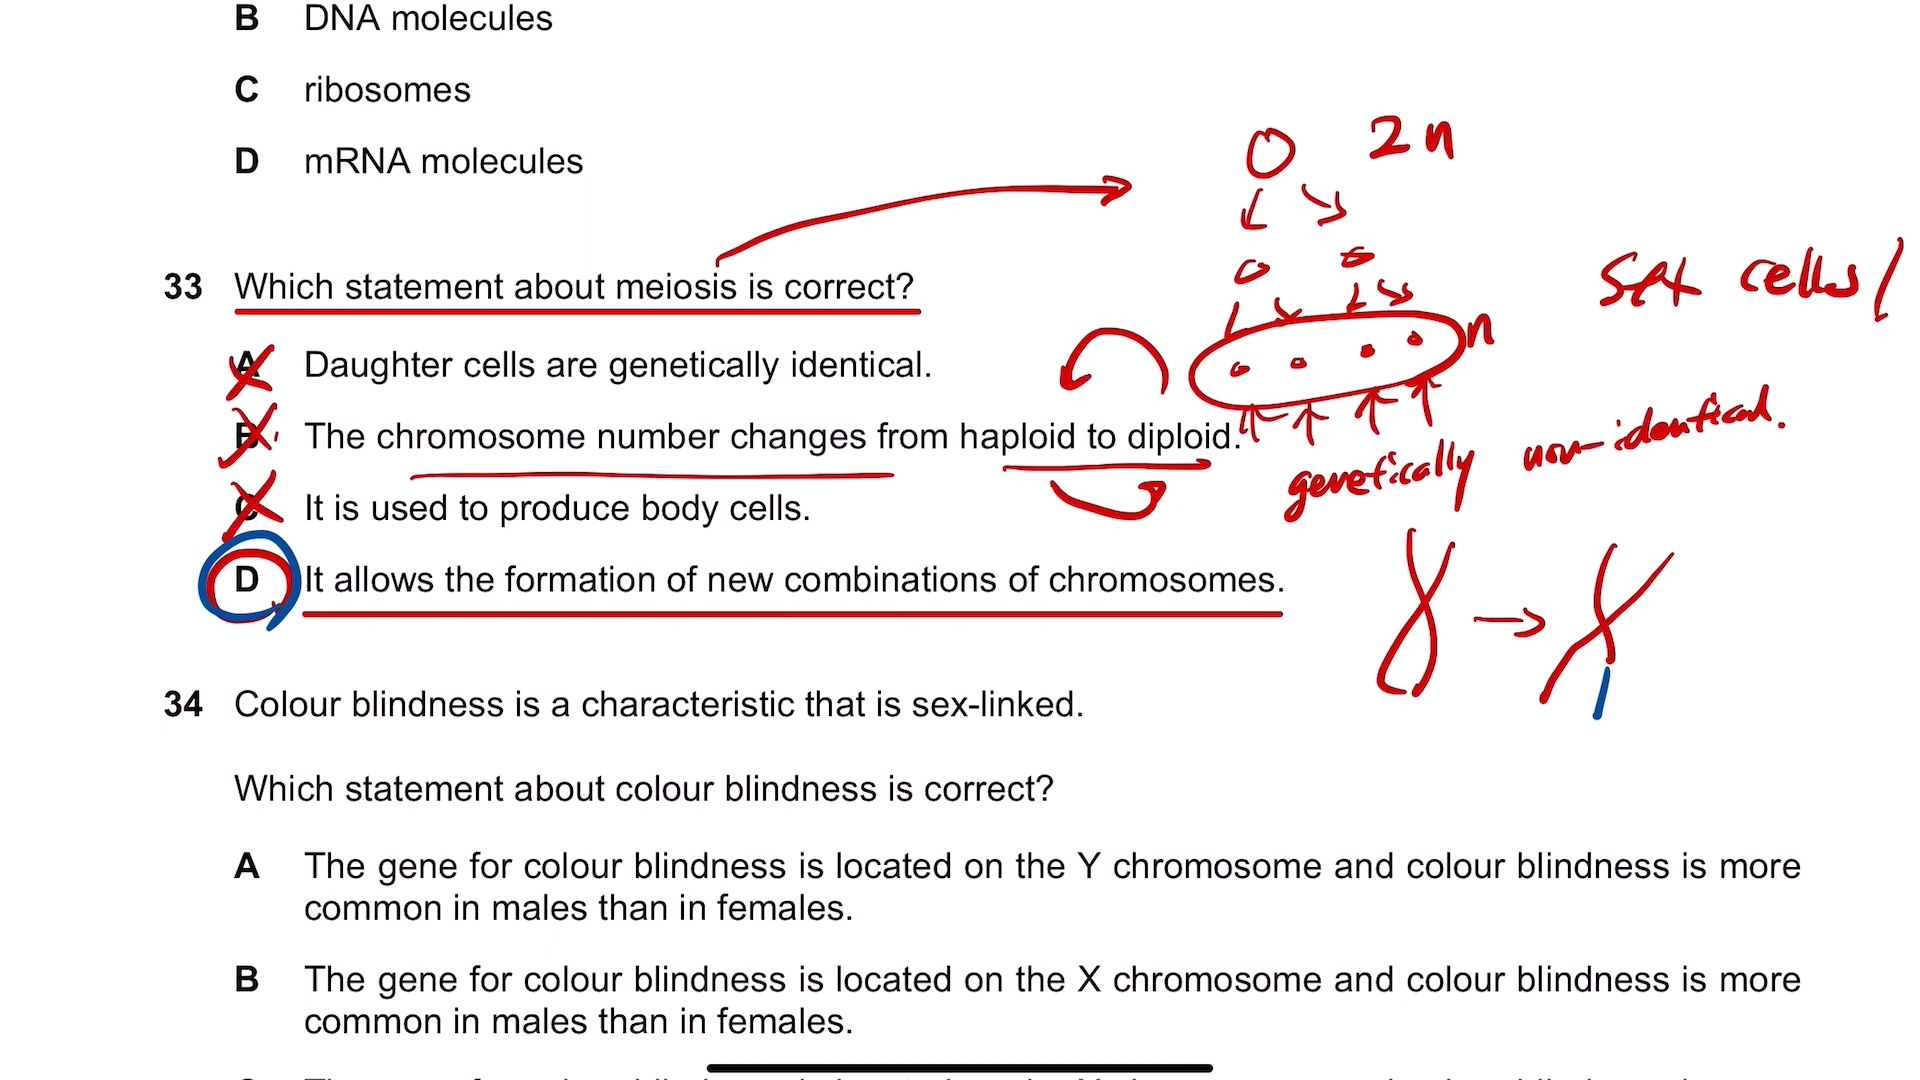 B DNA molecules
C ribosomes
D mRNA molecules
2n
33 Which statement about meiosis is correct?
sex cells/
n
A Daughter cells are genetically identical.
B The chromosome number changes from haploid to diploid.
genetically non-identical.
C It is used to produce body cells.
D It allows the formation of new combinations of chromosomes.
34 Colour blindness is a characteristic that is sex-linked.
Which statement about colour blindness is correct?
A The gene for colour blindness is located on the Y chromosome and colour blindness is more
common in males than in females.
B The gene for colour blindness is located on the X chromosome and colour blindness is more
common in males than in females.